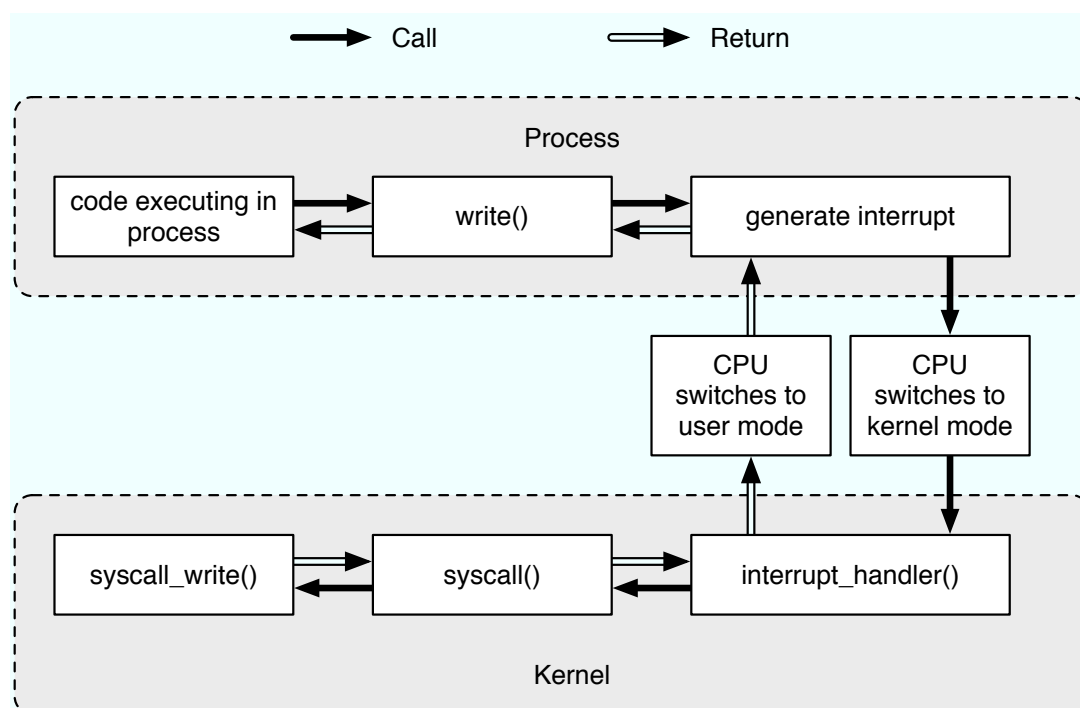 Call
Return
Process
code executing in
process
write()
generate interrupt
CPU
switches to
user mode
CPU
switches to
kernel mode
syscall_write()
syscall()
interrupt_handler()
Kernel